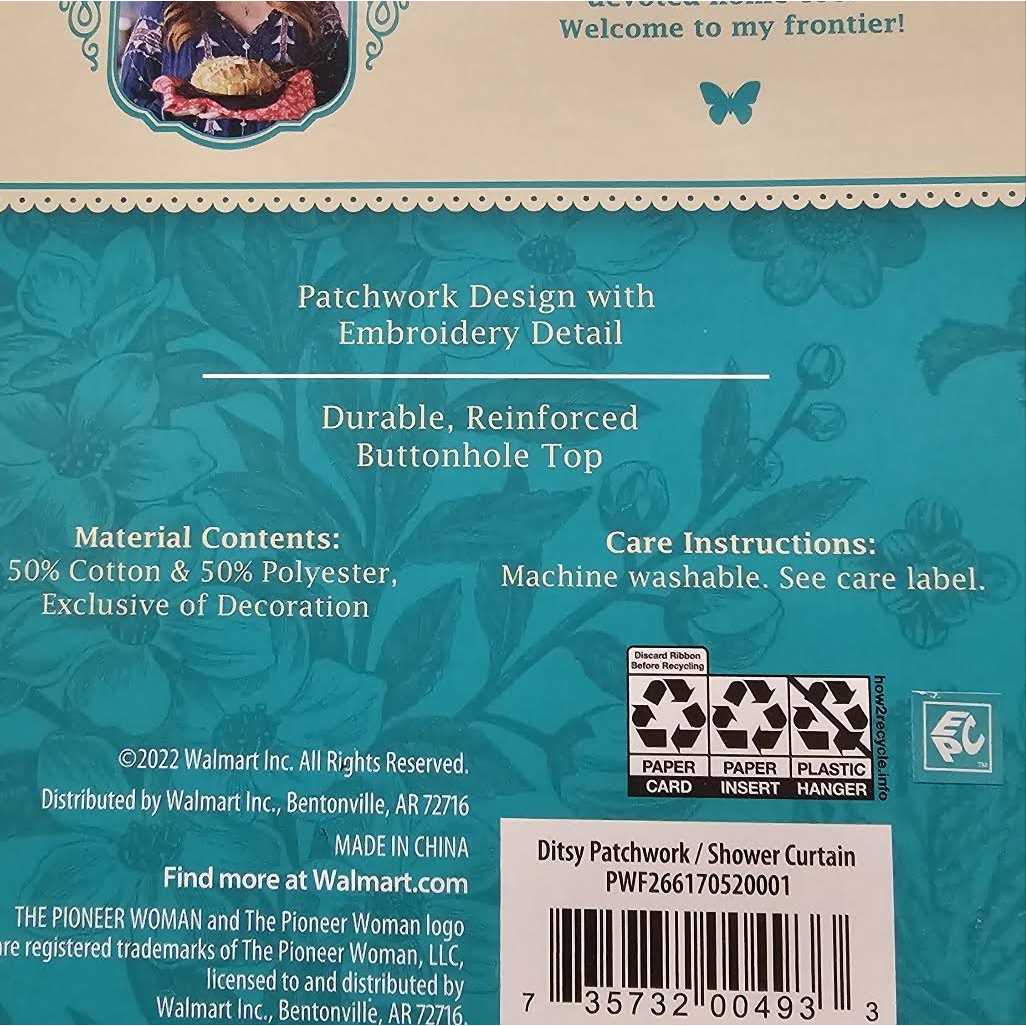 Welcome to my frontier!
Patchwork Design with
Embroidery Detail
Durable, Reinforced
Buttonhole Top
Material Contents:
50% Cotton & 50% Polyester,
Exclusive of Decoration
Care Instructions:
Machine washable. See care label.
Discard Ribbon
Before Recycling
PAPER
CARD
PAPER
INSERT
PLASTIC
HANGER
how2recycle.info
EPC
TM
©2022 Walmart Inc. All Rights Reserved.
Distributed by Walmart Inc., Bentonville, AR 72716
MADE IN CHINA
Find more at Walmart.com
THE PIONEER WOMAN and The Pioneer Woman logo
re registered trademarks of The Pioneer Woman, LLC,
licensed to and distributed by
Walmart Inc., Bentonville, AR 72716.
Ditsy Patchwork / Shower Curtain
PWF266170520001
7 35732 00493 3